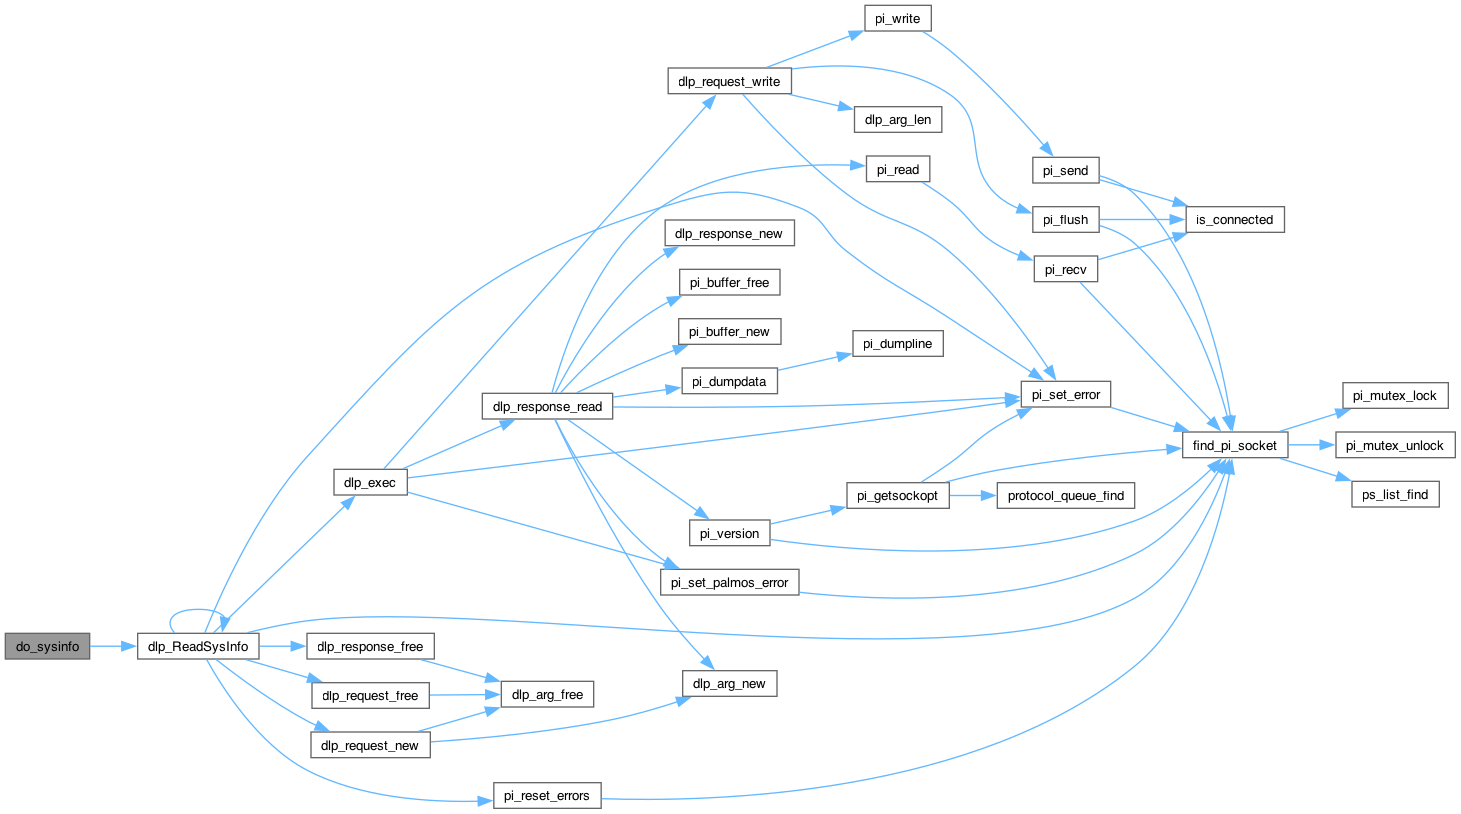 pi_write
dlp_request_write
dlp_arg_len
pi_read
pi_send
pi_flush
is_connected
dlp_response_new
pi_recv
pi_buffer_free
pi_buffer_new
pi_dumpline
pi_dumpdata
pi_set_error
pi_mutex_lock
dlp_response_read
find_pi_socket
pi_mutex_unlock
dlp_exec
pi_getsockopt
protocol_queue_find
ps_list_find
pi_version
pi_set_palmos_error
do_sysinfo
dlp_ReadSysInfo
dlp_response_free
dlp_request_free
dlp_arg_free
dlp_arg_new
dlp_request_new
pi_reset_errors